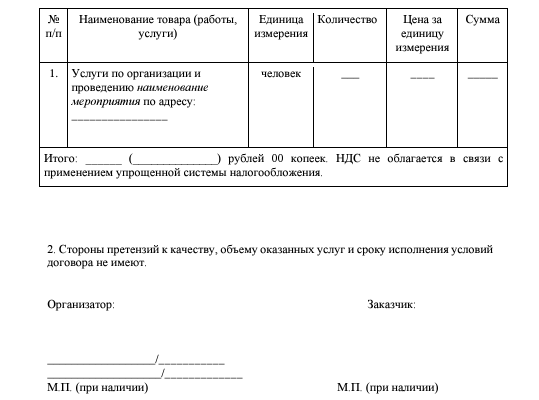 № п/п Наименование товара (работы, услуги) Единица измерения Количество Цена за единицу измерения Сумма
1. Услуги по организации и проведению наименование мероприятия по адресу: ________________ человек ___ ____ _____
Итого: ______ (______________) рублей 00 копеек. НДС не облагается в связи с
применением упрощенной системы налогообложения.
2. Стороны претензий к качеству, объему оказанных услуг и сроку исполнения условий
договора не имеют.
Организатор: Заказчик:
__________________/___________
___________________/_____________
М.П. (при наличии) М.П. (при наличии)